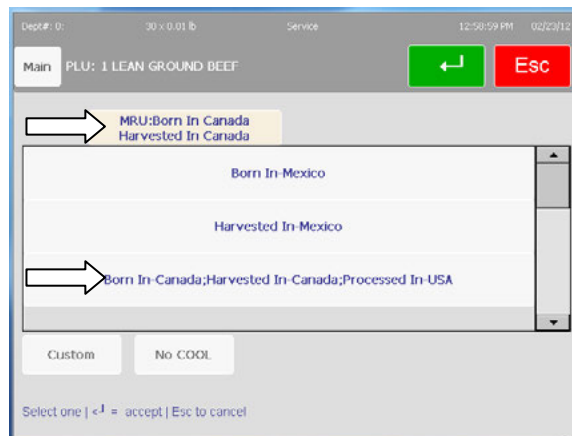 Dept#: 0: 30 x 0.01 lb Service 12:50:59 PM 02/23/12
Main PLU: 1 LEAN GROUND BEEF Esc
MRU:Born In Canada
Harvested In Canada
Born In-Mexico
Harvested In-Mexico
Born In-Canada;Harvested In-Canada;Processed In-USA
Custom No COOL
Select one | <┘ = accept | Esc to cancel